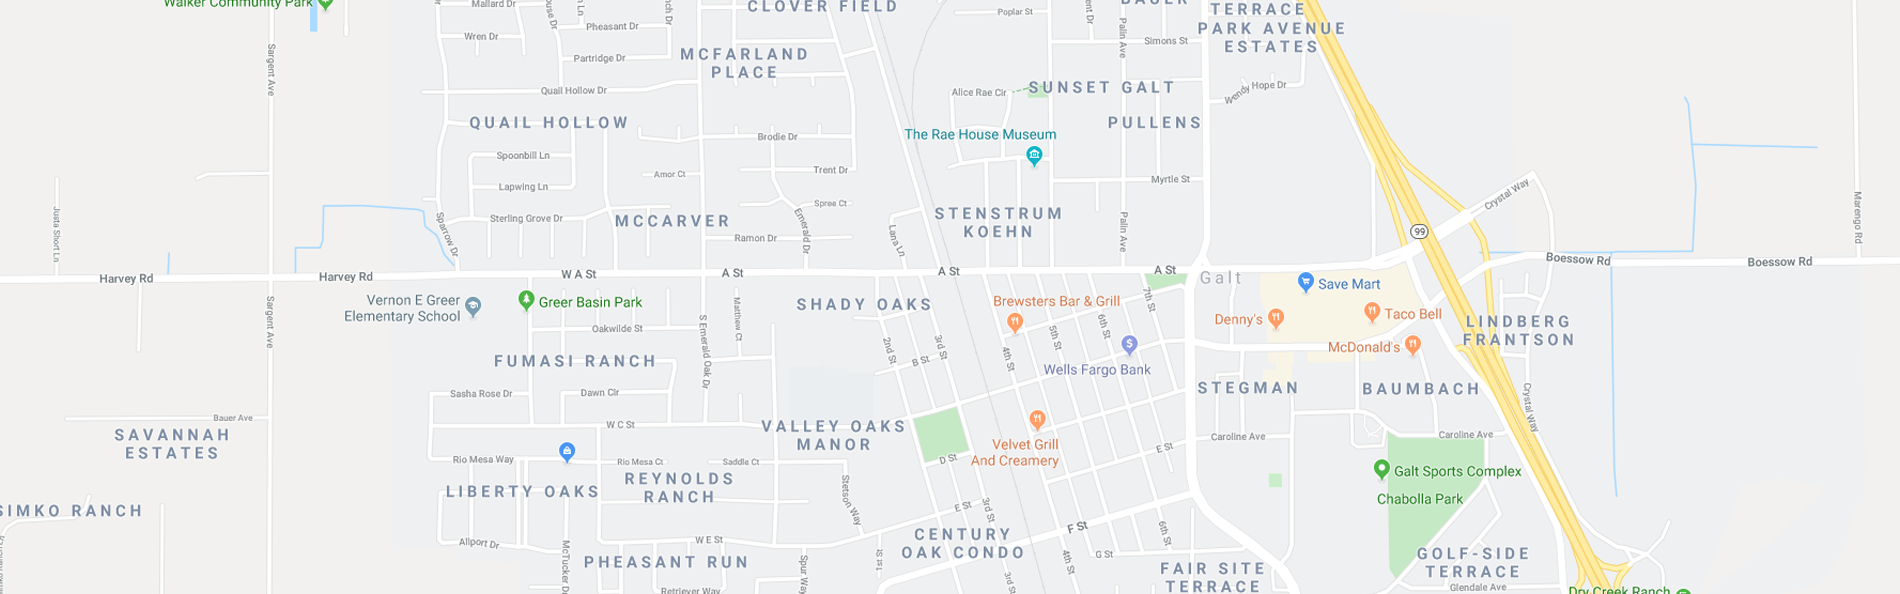 Walker Community Park
Mallard Dr
CLOVER FIELD
Poplar St
TERRACE
PARK AVENUE
ESTATES
Pheasant Dr
Wren Dr
Simons St
Palin Ave
MCFARLAND
PLACE
Partridge Dr
Sargent Ave
Quail Hollow Dr
Alice Rae Cir
SUNSET GALT
Wendy Hope Dr
QUAIL HOLLOW
PULLENS
Brodie Dr
The Rae House Museum
Spoonbill Ln
Amor Ct
Trent Dr
Myrtle St
Lapwing Ln
Crystal Way
Spree Ct
Sterling Grove Dr
MCCARVER
STENSTRUM
KOEHN
Justa Short Ln
Sparrow Dr
Emerald Dr
Lana Ln
Palin Ave
99
Marengo Rd
Ramon Dr
Boessow Rd
Boessow Rd
Harvey Rd
Harvey Rd
W A St
A St
A St
A St
Galt
Save Mart
Vernon E Greer
Elementary School
Greer Basin Park
SHADY OAKS
Brewsters Bar & Grill
7th St
Denny's
Taco Bell
LINDBERG
FRANTSON
Sargent Ave
Oakwilde St
Matthew Ct
S Emerald Oak Dr
2nd St
3rd St
5th St
6th St
McDonald's
FUMASI RANCH
B St
4th St
Wells Fargo Bank
STEGMAN
BAUMBACH
Sasha Rose Dr
Dawn Cir
Crystal Way
Bauer Ave
W C St
VALLEY OAKS
MANOR
SAVANNAH
ESTATES
Velvet Grill
And Creamery
Caroline Ave
Caroline Ave
E St
Rio Mesa Way
Rio Mesa Ct
Saddle Ct
D St
Galt Sports Complex
Chabolla Park
LIBERTY OAKS
REYNOLDS
RANCH
Stetson Way
SIMKO RANCH
E St
3rd St
F St
6th St
CENTURY
OAK CONDO
Allport Dr
W E St
1st St
4th St
G St
GOLF-SIDE
TERRACE
PHEASANT RUN
McTucker Dr
Spur Way
3rd St
FAIR SITE
TERRACE
Glendale Ave
Retriever Way
Dry Creek Ranch